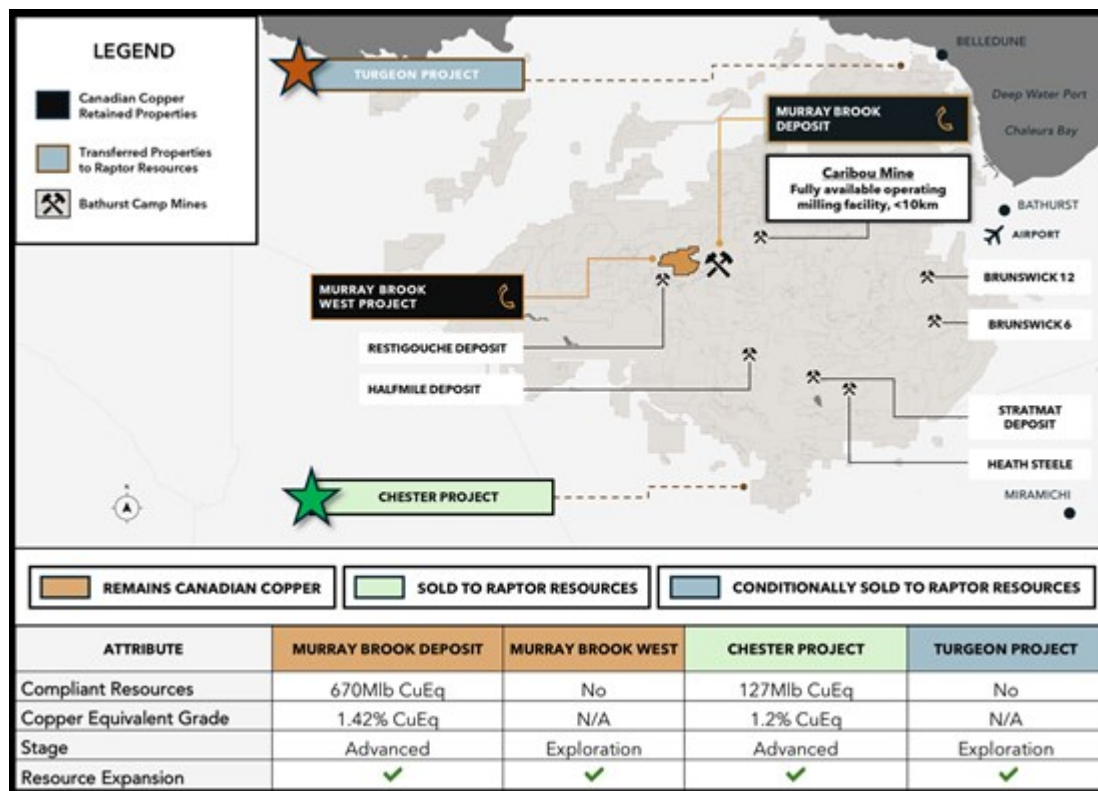 LEGEND
Canadian Copper
Retained Properties
Transferred Properties
to Raptor Resources
Bathurst Camp Mines
TURGEON PROJECT
BELLEDUNE
Deep Water Port
Chaleurs Bay
MURRAY BROOK
DEPOSIT
Caribou Mine
Fully available operating
milling facility, <10km
BATHURST
AIRPORT
BRUNSWICK 12
BRUNSWICK 6
MURRAY BROOK
WEST PROJECT
RESTIGOUCHE DEPOSIT
HALFMILE DEPOSIT
STRATMAT
DEPOSIT
HEATH STEELE
MIRAMICHI
CHESTER PROJECT
N
A
REMAINS CANADIAN COPPER
SOLD TO RAPTOR RESOURCES
CONDITIONALLY SOLD TO RAPTOR RESOURCES
ATTRIBUTE MURRAY BROOK DEPOSIT MURRAY BROOK WEST CHESTER PROJECT TURGEON PROJECT
Compliant Resources 670Mlb CuEq No 127Mlb CuEq No
Copper Equivalent Grade 1.42% CuEq N/A 1.2% CuEq N/A
Stage Advanced Exploration Advanced Exploration
Resource Expansion ✓ ✓ ✓ ✓